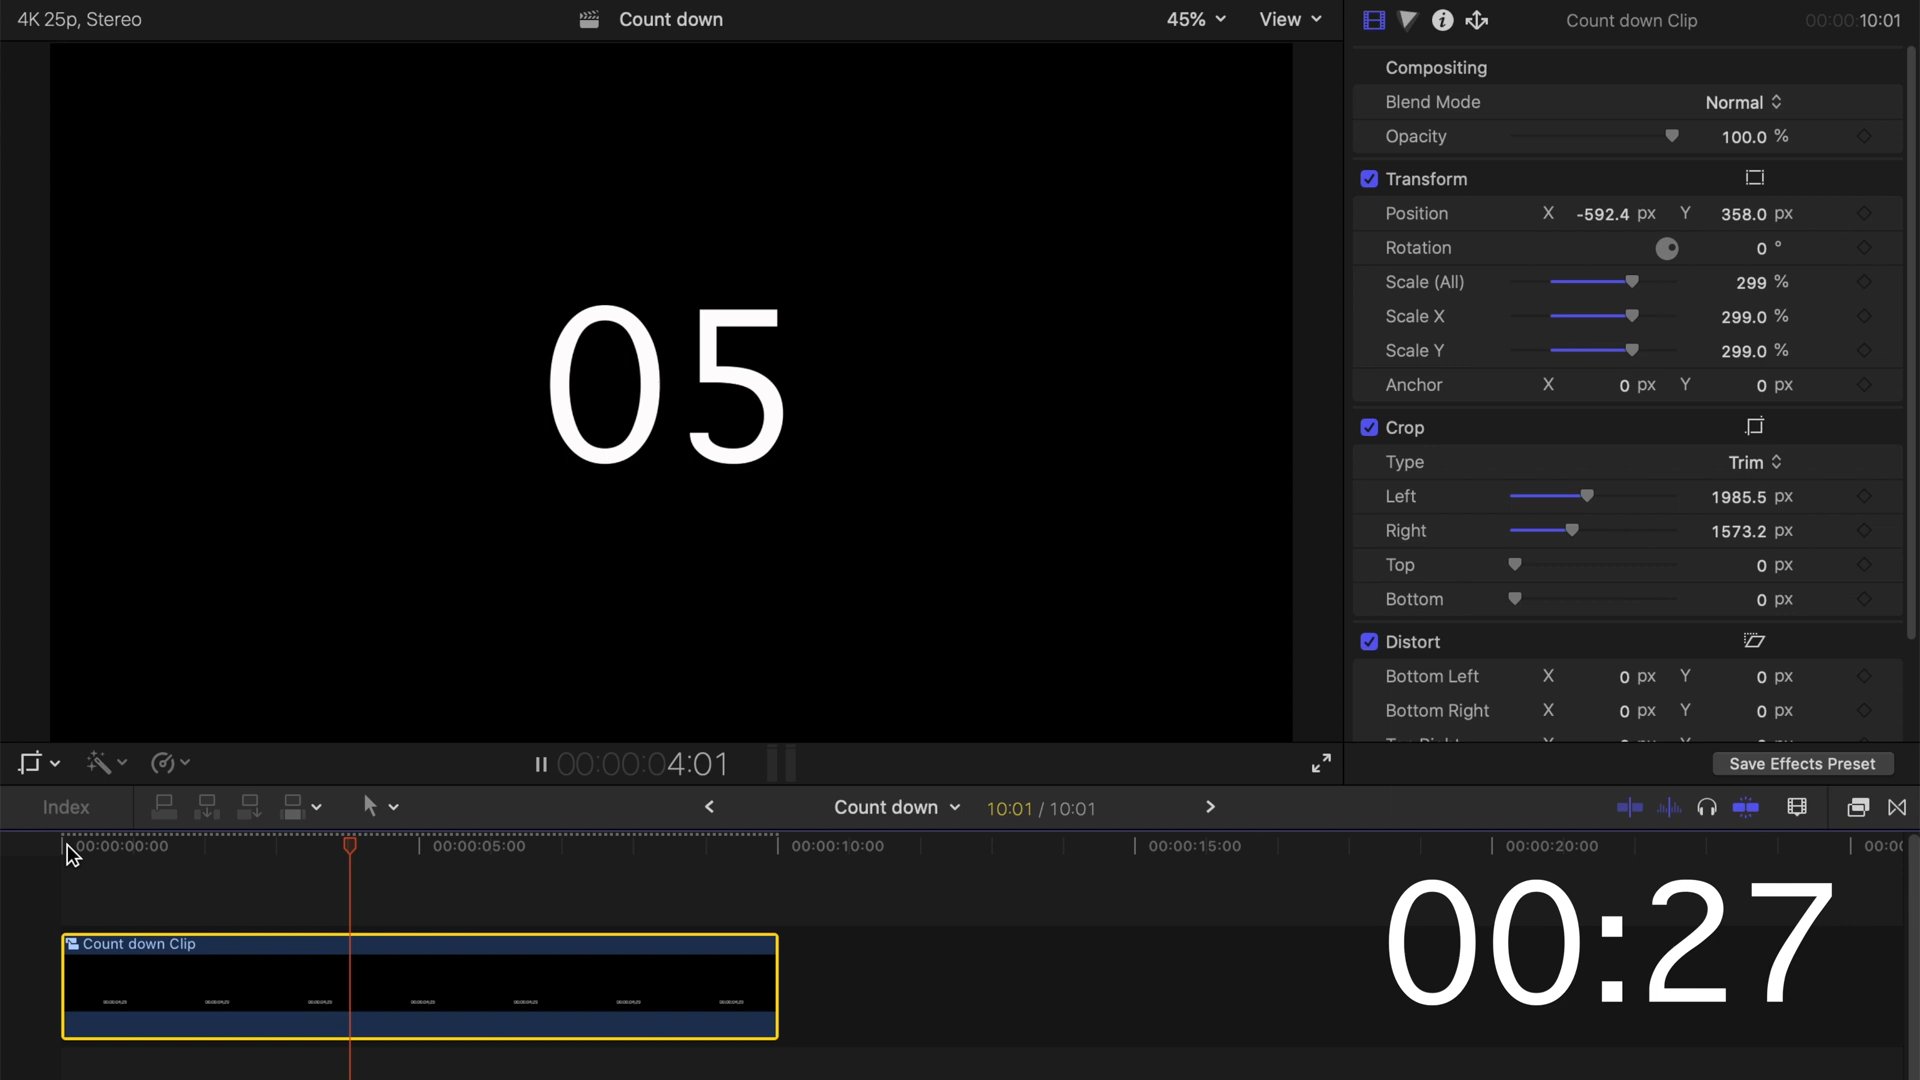 4K 25p, Stereo
Count down
45%
View
Count down Clip
00:00:10:01
Compositing
Blend Mode
Normal
Opacity
100.0 %
Transform
Position X -592.4 px Y 358.0 px
Rotation 0 °
Scale (All) 299 %
Scale X 299.0 %
Scale Y 299.0 %
Anchor X 0 px Y 0 px
Crop
Type Trim
Left 1985.5 px
Right 1573.2 px
Top 0 px
Bottom 0 px
Distort
Bottom Left X 0 px Y 0 px
Bottom Right X 0 px Y 0 px
05
00:00:04:01
Save Effects Preset
Index
Count down
10:01 / 10:01
00:00:00:00
00:00:05:00
00:00:10:00
00:00:15:00
00:00:20:00
Count down Clip
00:27